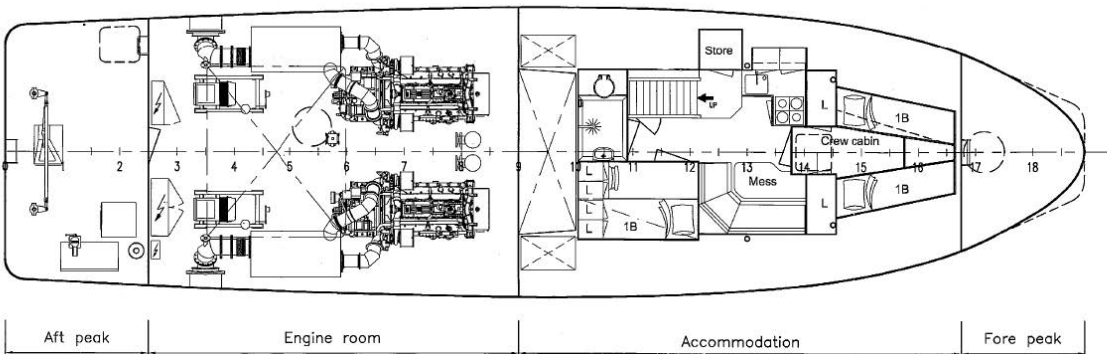 Store
UP
L
1B
Crew cabin
1 2 3 4 5 6 7 8 9 10 11 12 13 14 15 16 17 18
Mess
L
L
L
L
1B
L
1B
Aft peak
Engine room
Accommodation
Fore peak